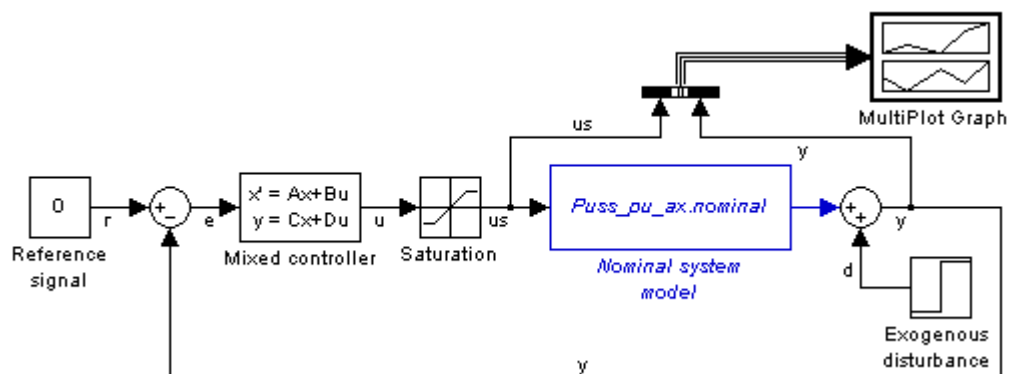 MultiPlot Graph
us
y
0
r
+
−
e
x' = Ax+Bu
y = Cx+Du
u
us
Puss_pu_ax.nominal
+
+
y
Reference
signal
Mixed controller
Saturation
Nominal system
model
d
Exogenous
disturbance
y